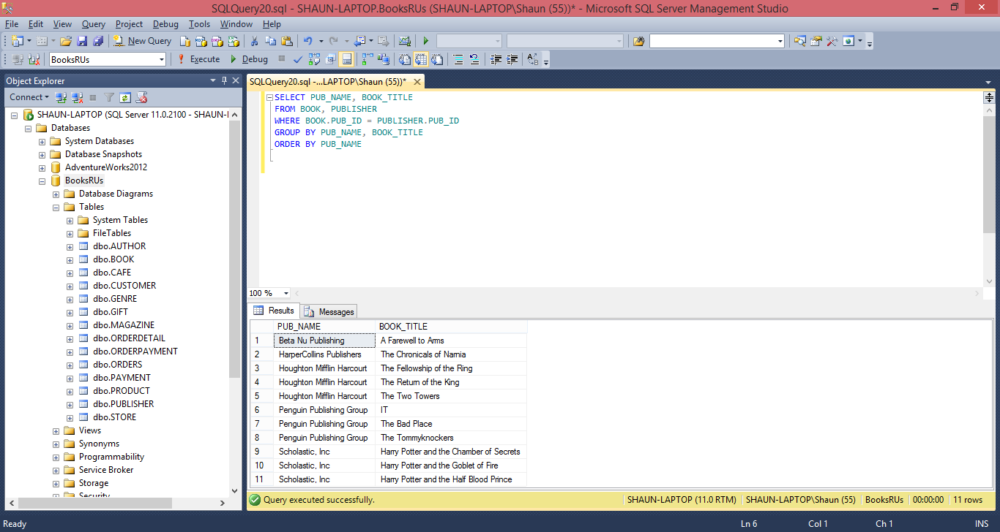 SQLQuery20.sql - SHAUN-LAPTOP.BooksRUs (SHAUN-LAPTOP\Shaun (55))* - Microsoft SQL Server Management Studio
File Edit View Query Project Debug Tools Window Help
New Query
BooksRUs Execute Debug
Object Explorer
Connect
SHAUN-LAPTOP (SQL Server 11.0.2100 - SHAUN-
Databases
System Databases
Database Snapshots
AdventureWorks2012
BooksRUs
Database Diagrams
Tables
System Tables
FileTables
dbo.AUTHOR
dbo.BOOK
dbo.CAFE
dbo.CUSTOMER
dbo.GENRE
dbo.GIFT
dbo.MAGAZINE
dbo.ORDERDETAIL
dbo.ORDERPAYMENT
dbo.ORDERS
dbo.PAYMENT
dbo.PRODUCT
dbo.PUBLISHER
dbo.STORE
Views
Synonyms
Programmability
Service Broker
Storage
Security
SQLQuery20.sql -...LAPTOP\Shaun (55))*
SELECT PUB_NAME, BOOK_TITLE
FROM BOOK, PUBLISHER
WHERE BOOK.PUB_ID = PUBLISHER.PUB_ID
GROUP BY PUB_NAME, BOOK_TITLE
ORDER BY PUB_NAME
100 %
Results Messages
PUB_NAME BOOK_TITLE
1 Beta Nu Publishing A Farewell to Arms
2 HarperCollins Publishers The Chronicals of Narnia
3 Houghton Mifflin Harcourt The Fellowship of the Ring
4 Houghton Mifflin Harcourt The Return of the King
5 Houghton Mifflin Harcourt The Two Towers
6 Penguin Publishing Group IT
7 Penguin Publishing Group The Bad Place
8 Penguin Publishing Group The Tommyknockers
9 Scholastic, Inc Harry Potter and the Chamber of Secrets
10 Scholastic, Inc Harry Potter and the Goblet of Fire
11 Scholastic, Inc Harry Potter and the Half Blood Prince
Query executed successfully. SHAUN-LAPTOP (11.0 RTM) SHAUN-LAPTOP\Shaun (55) BooksRUs 00:00:00 11 rows
Ready Ln 6 Col 1 Ch 1 INS